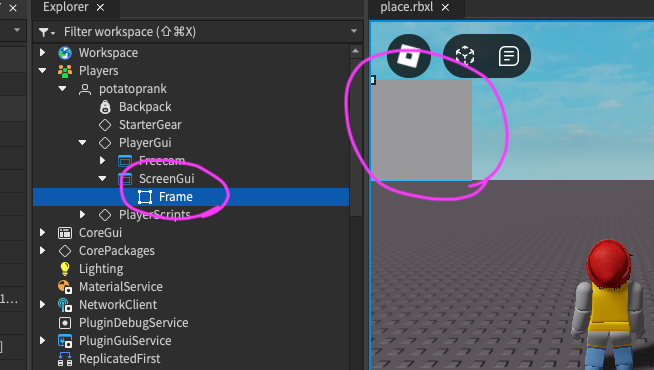 Explorer
place.rbxl
Filter workspace (⇧⌘X)
Workspace
Players
potatoprank
Backpack
StarterGear
PlayerGui
Freecam
ScreenGui
Frame
PlayerScripts
CoreGui
CorePackages
Lighting
MaterialService
1...
NetworkClient
PluginDebugService
]
PluginGuiService
ReplicatedFirst